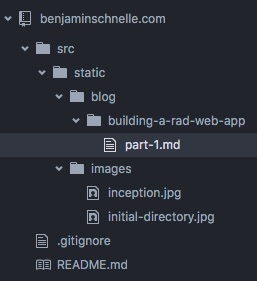 benjaminschnelle.com
src
static
blog
building-a-rad-web-app
part-1.md
images
inception.jpg
initial-directory.jpg
.gitignore
README.md